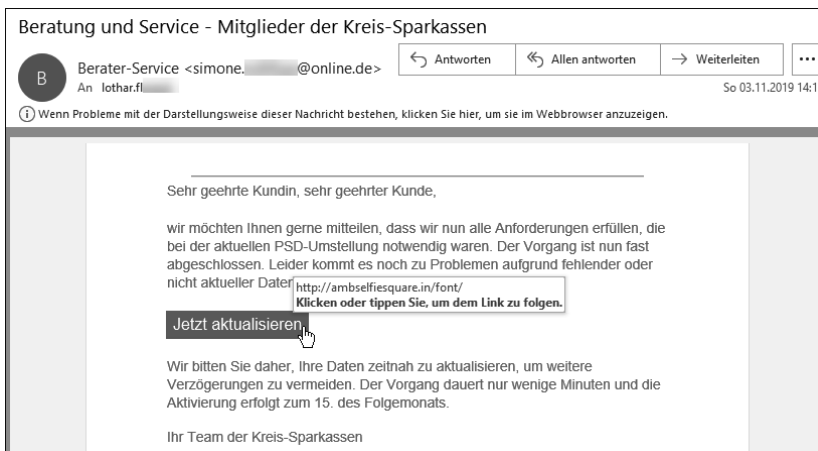 Beratung und Service - Mitglieder der Kreis-Sparkassen
B
Berater-Service <simone. @online.de>
Antworten
Allen antworten
Weiterleiten
...
An lothar.fl
So 03.11.2019 14:1
i Wenn Probleme mit der Darstellungsweise dieser Nachricht bestehen, klicken Sie hier, um sie im Webbrowser anzuzeigen.
Sehr geehrte Kundin, sehr geehrter Kunde,
wir möchten Ihnen gerne mitteilen, dass wir nun alle Anforderungen erfüllen, die
bei der aktuellen PSD-Umstellung notwendig waren. Der Vorgang ist nun fast
abgeschlossen. Leider kommt es noch zu Problemen aufgrund fehlender oder
nicht aktueller Daten
http://ambselfiesquare.in/font/
Klicken oder tippen Sie, um dem Link zu folgen.
Jetzt aktualisieren
Wir bitten Sie daher, Ihre Daten zeitnah zu aktualisieren, um weitere
Verzögerungen zu vermeiden. Der Vorgang dauert nur wenige Minuten und die
Aktivierung erfolgt zum 15. des Folgemonats.
Ihr Team der Kreis-Sparkassen